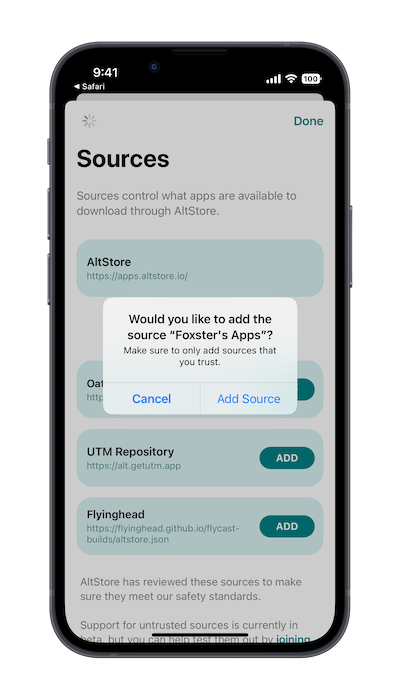 9:41
100
◀ Safari
Done
Sources
Sources control what apps are available to
download through AltStore.
AltStore
https://apps.altstore.io/
Would you like to add the
source “Foxster's Apps”?
Make sure to only add sources that
you trust.
Cancel
Add Source
Oat
http
UTM Repository
https://alt.getutm.app
ADD
Flyinghead
https://flyinghead.github.io/flycast-
builds/altstore.json
ADD
AltStore has reviewed these sources to make
sure they meet our safety standards.
Support for untrusted sources is currently in
beta, but you can help test them out by joining